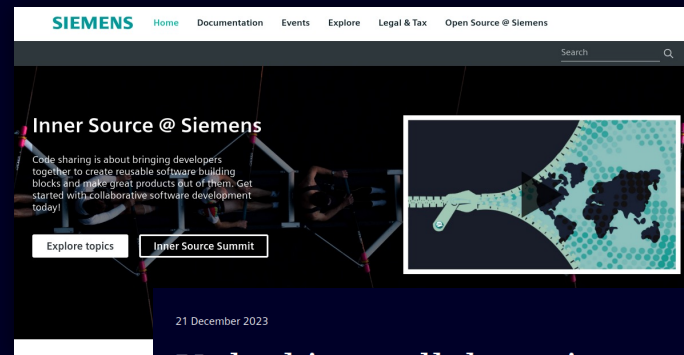 SIEMENS Home Documentation Events Explore Legal & Tax Open Source @ Siemens
Search
Inner Source @ Siemens
Code sharing is about bringing developers
together to create reusable software building
blocks and make great products out of them. Get
started with collaborative software development
today!
Explore topics Inner Source Summit
21 December 2023